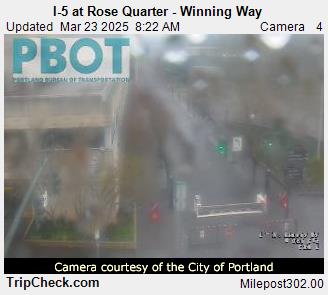 I-5 at Rose Quarter - Winning Way
Updated Mar 23 2025 8:22 AM Camera 4
PBOT
PORTLAND BUREAU OF TRANSPORTATION
Camera courtesy of the City of Portland
TripCheck.com Milepost302.00